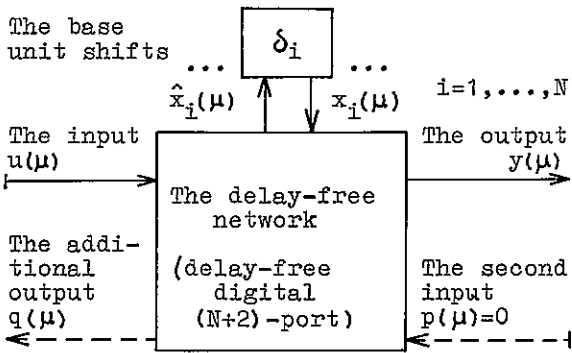 The base
unit shifts
... δi ...
x̂i(μ) xi(μ) i=1,...,N
The input
u(μ)
The output
y(μ)
The delay-free
network
(delay-free
digital
(N+2)-port)
The addi-
tional
output
q(μ)
The second
input
p(μ)=0